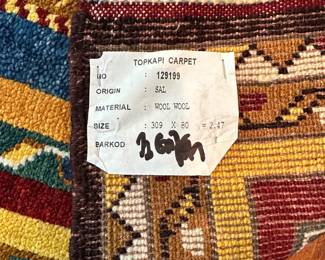 TOPKAPI CARPET
NO : 129199
ORIGIN : SAL
MATERIAL : WOOL WOOL
SIZE : 309 X 80 = 2.47
BARKOD